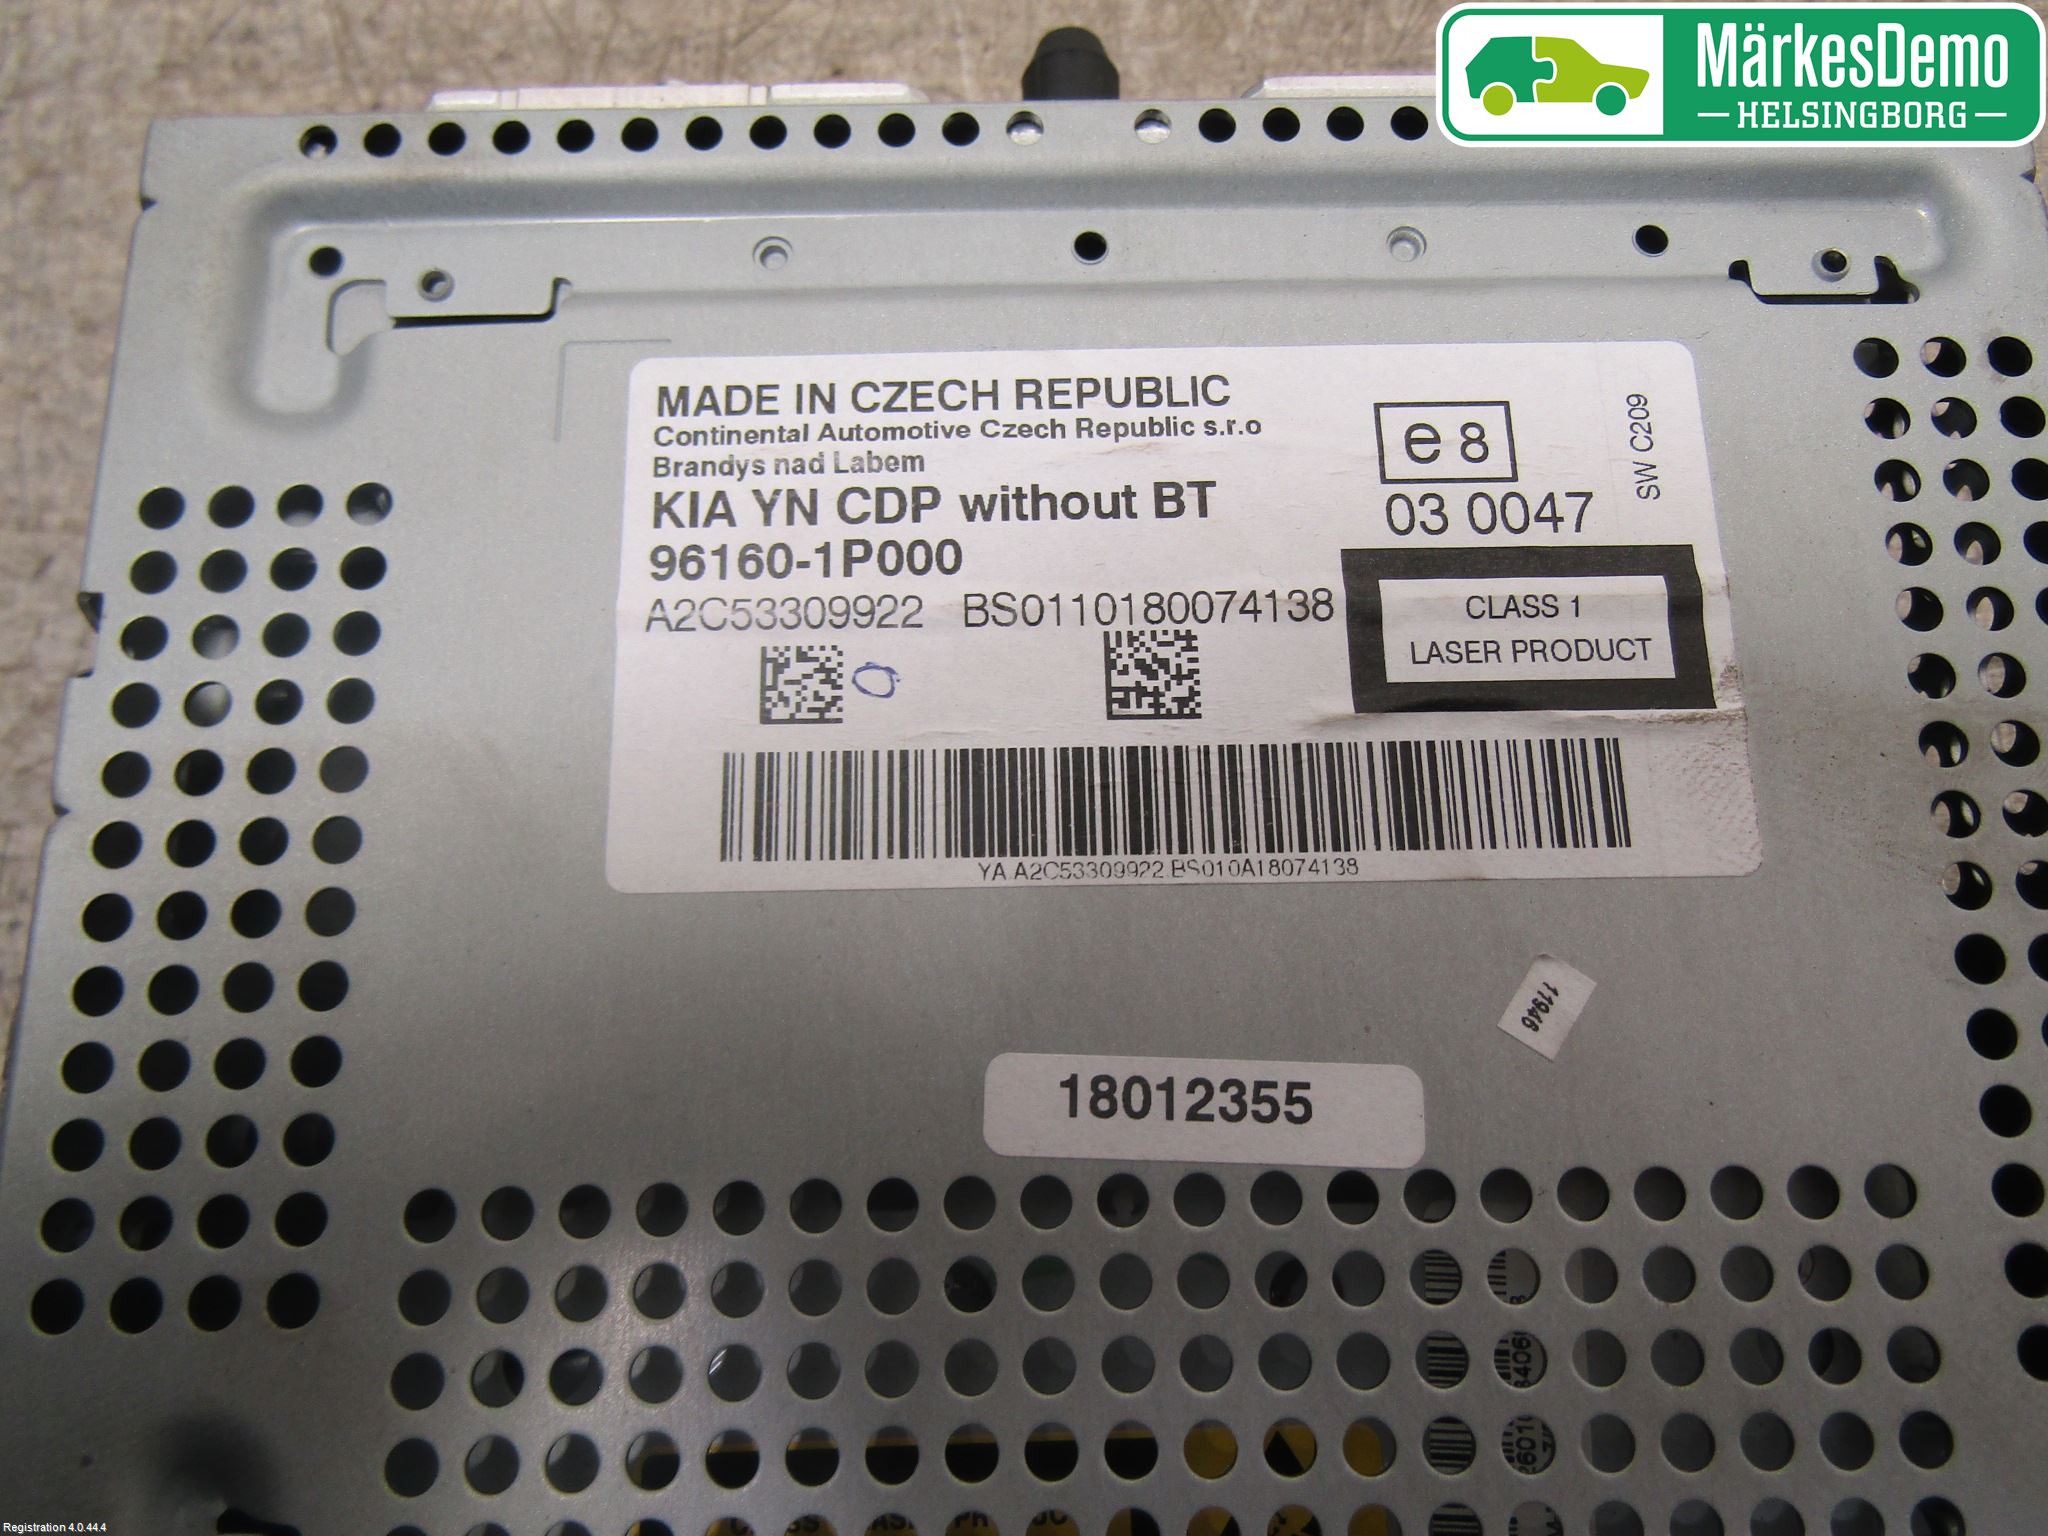 MärkesDemo
HELSINGBORG
MADE IN CZECH REPUBLIC
Continental Automotive Czech Republic s.r.o
Brandys nad Labem
KIA YN CDP without BT
96160-1P000
A2C53309922 BS0110180074138
e8
03 0047
SW C209
CLASS 1
LASER PRODUCT
YA A2C53309922 BS010A18074138
11946
18012355
Registration 4.0.44.4